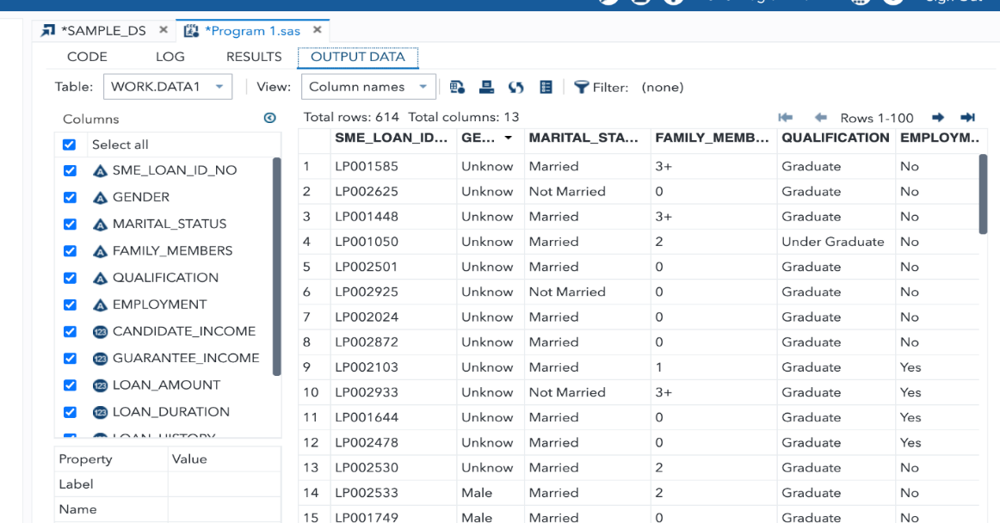 *SAMPLE_DS × *Program 1.sas ×
CODE LOG RESULTS OUTPUT DATA
Table: WORK.DATA1 View: Column names Filter: (none)
Columns
Select all
SME_LOAN_ID_NO
GENDER
MARITAL_STATUS
FAMILY_MEMBERS
QUALIFICATION
EMPLOYMENT
CANDIDATE_INCOME
GUARANTEE_INCOME
LOAN_AMOUNT
LOAN_DURATION
Property Value
Label
Name
Total rows: 614 Total columns: 13 Rows 1-100
SME_LOAN_ID... GE... MARITAL_STA... FAMILY_MEMB... QUALIFICATION EMPLOYM..
1 LP001585 Unknow Married 3+ Graduate No
2 LP002625 Unknow Not Married 0 Graduate No
3 LP001448 Unknow Married 3+ Graduate No
4 LP001050 Unknow Married 2 Under Graduate No
5 LP002501 Unknow Married 0 Graduate No
6 LP002925 Unknow Not Married 0 Graduate No
7 LP002024 Unknow Married 0 Graduate No
8 LP002872 Unknow Married 0 Graduate No
9 LP002103 Unknow Married 1 Graduate Yes
10 LP002933 Unknow Not Married 3+ Graduate Yes
11 LP001644 Unknow Married 0 Graduate Yes
12 LP002478 Unknow Married 0 Graduate Yes
13 LP002530 Unknow Married 2 Graduate No
14 LP002533 Male Married 2 Graduate No
15 LP001749 Male Married 0 Graduate No